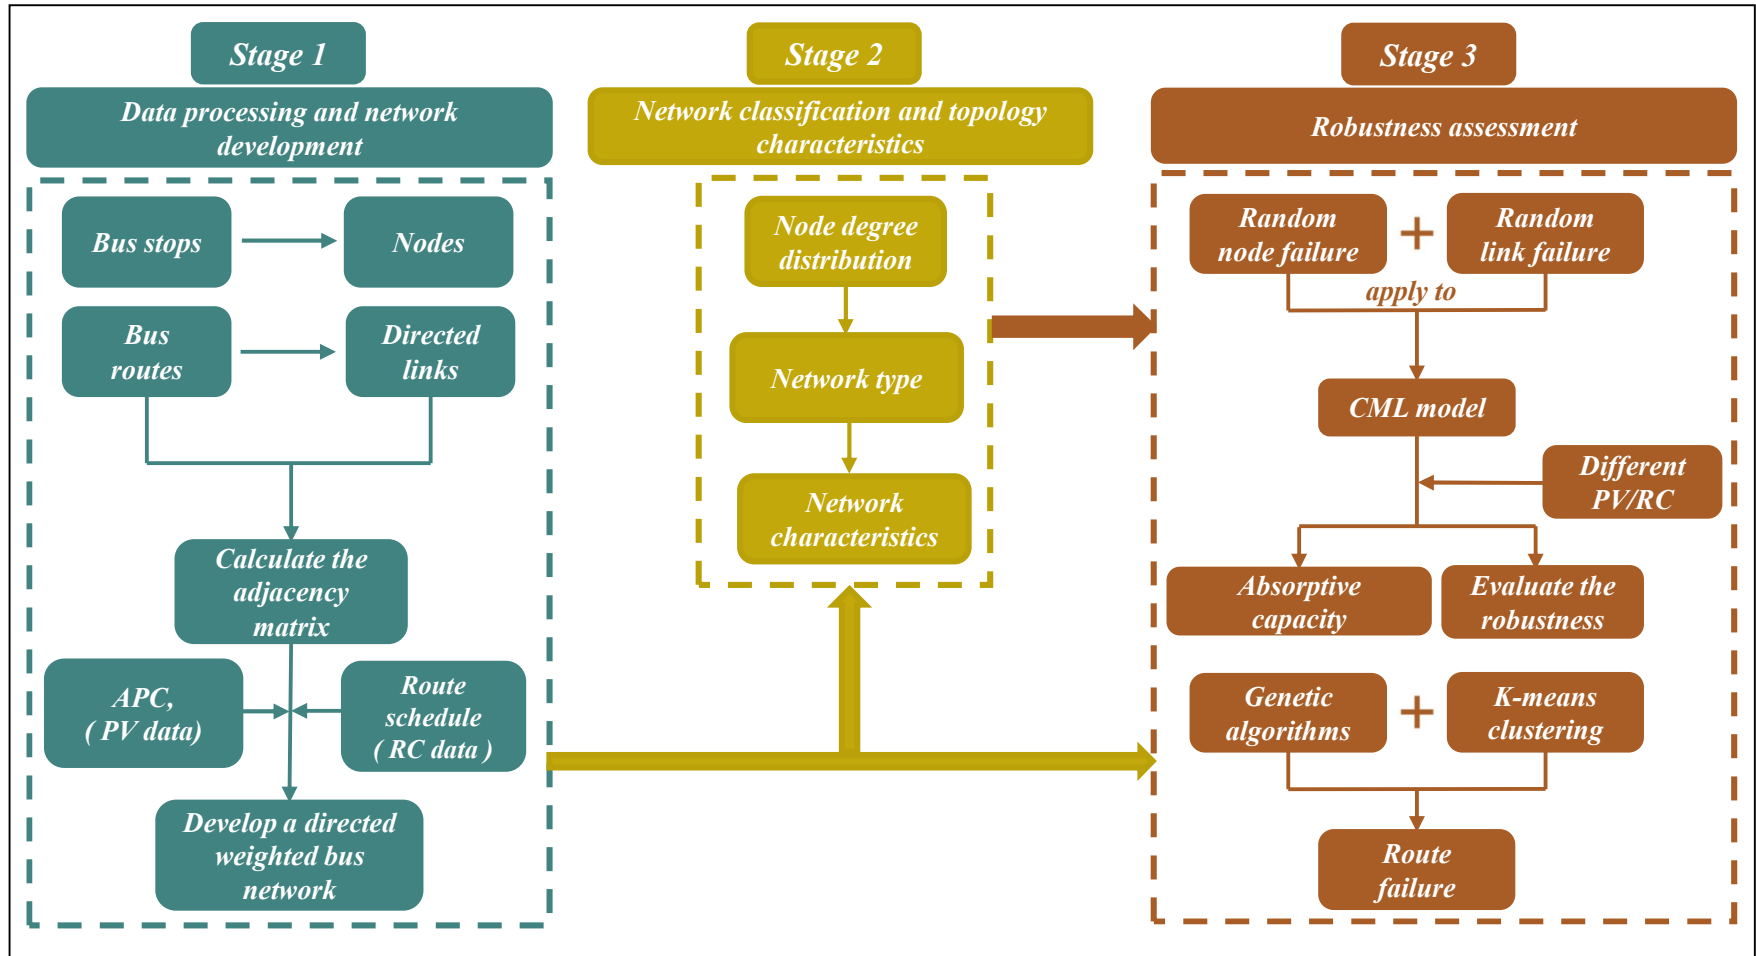 Stage 1
Data processing and network
development
Bus stops
Nodes
Bus
routes
Directed
links
Calculate the
adjacency
matrix
APC,
( PV data)
Route
schedule
( RC data )
Develop a directed
weighted bus
network
Stage 2
Network classification and topology
characteristics
Node degree
distribution
Network type
Network
characteristics
Stage 3
Robustness assessment
Random
node failure
+
Random
link failure
apply to
CML model
Different
PV/RC
Absorptive
capacity
Evaluate the
robustness
Genetic
algorithms
+
K-means
clustering
Route
failure